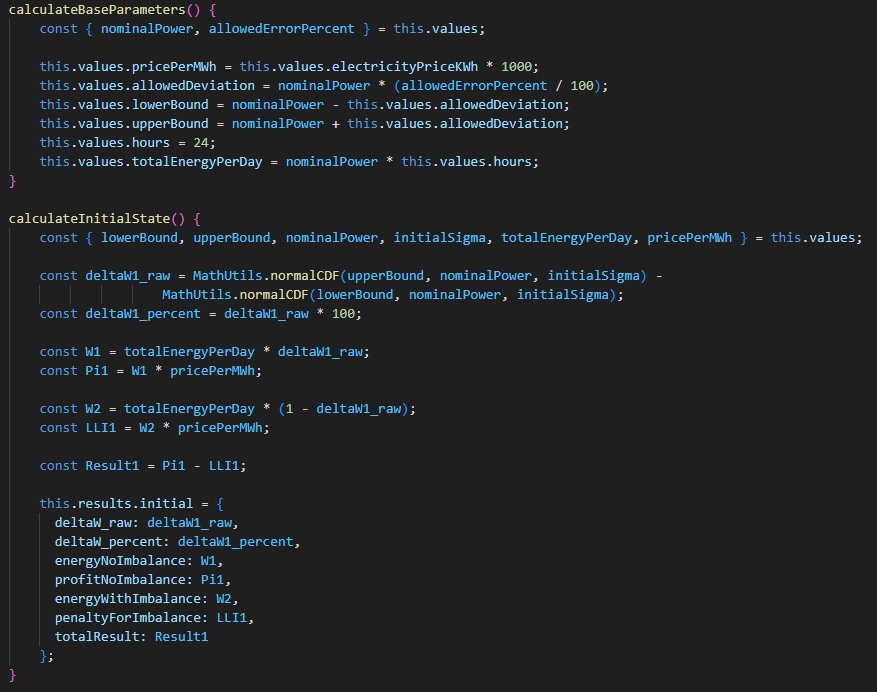 calculateBaseParameters() {
    const { nominalPower, allowedErrorPercent } = this.values;

    this.values.pricePerMWh = this.values.electricityPriceKWh * 1000;
    this.values.allowedDeviation = nominalPower * (allowedErrorPercent / 100);
    this.values.lowerBound = nominalPower - this.values.allowedDeviation;
    this.values.upperBound = nominalPower + this.values.allowedDeviation;
    this.values.hours = 24;
    this.values.totalEnergyPerDay = nominalPower * this.values.hours;
}

calculateInitialState() {
    const { lowerBound, upperBound, nominalPower, initialSigma, totalEnergyPerDay, pricePerMWh } = this.values;

    const deltaW1_raw = MathUtils.normalCDF(upperBound, nominalPower, initialSigma) -
                    MathUtils.normalCDF(lowerBound, nominalPower, initialSigma);
    const deltaW1_percent = deltaW1_raw * 100;

    const W1 = totalEnergyPerDay * deltaW1_raw;
    const Pi1 = W1 * pricePerMWh;

    const W2 = totalEnergyPerDay * (1 - deltaW1_raw);
    const LLI1 = W2 * pricePerMWh;

    const Result1 = Pi1 - LLI1;

    this.results.initial = {
      deltaW_raw: deltaW1_raw,
      deltaW_percent: deltaW1_percent,
      energyNoImbalance: W1,
      profitNoImbalance: Pi1,
      energyWithImbalance: W2,
      penaltyForImbalance: LLI1,
      totalResult: Result1
    };
}